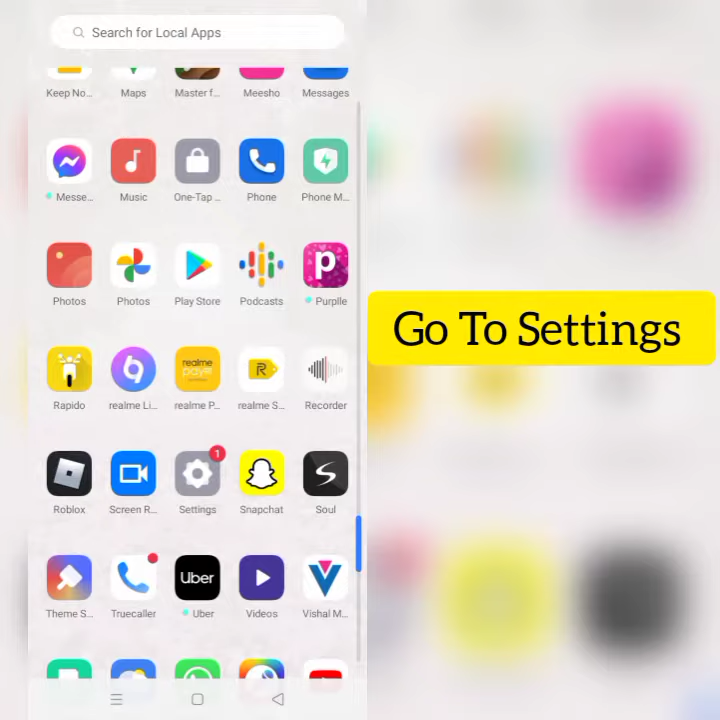 Search for Local Apps
Keep No... Maps Master f... Meesho Messages
Messe... Music One-Tap ... Phone Phone M...
Photos Photos Play Store Podcasts Purplle
realme
Rapido realme Li... realme P... realme S... Recorder
1
Roblox Screen R... Settings Snapchat Soul
Uber
Theme S... Truecaller Uber Videos Vishal M...
Go To Settings